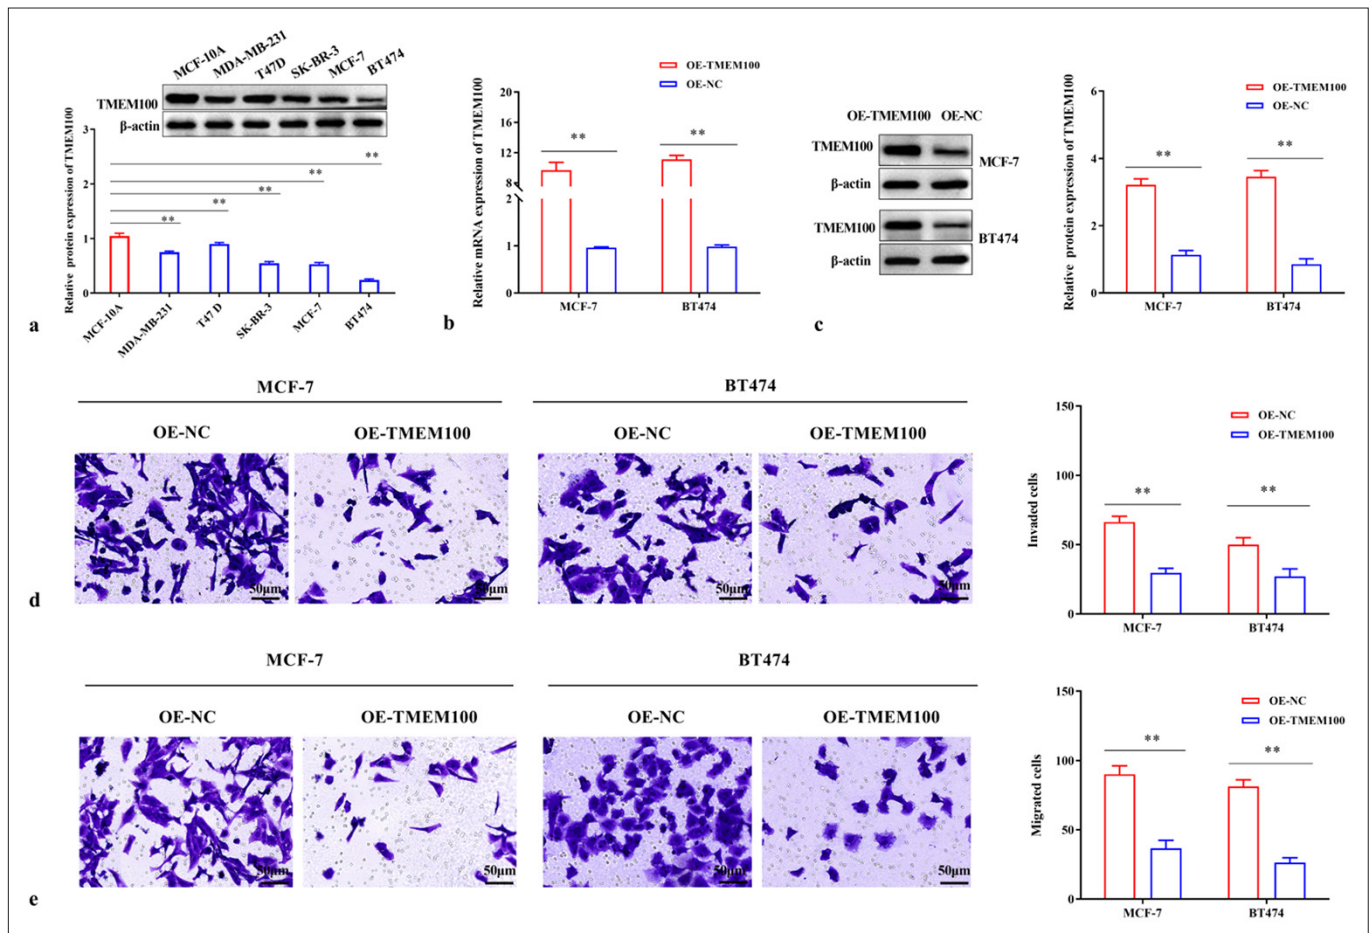 MCF-10A
MDA-MB-231
T47D
SK-BR-3
MCF-7
BT474
TMEM100
β-actin
Relative protein expression of TMEM100
3
2
1
0
**
**
**
**
**
MCF-10A
MDA-MB-231
T47 D
SK-BR-3
MCF-7
BT474
a
OE-TMEM100
OE-NC
Relative mRNA expression of TMEM100
20
16
12
8
2
1
0
**
**
MCF-7
BT474
b
OE-TMEM100 OE-NC
TMEM100
MCF-7
β-actin
TMEM100
BT474
β-actin
c
OE-TMEM100
OE-NC
Relative protein expression of TMEM100
6
4
2
0
**
**
MCF-7
BT474
MCF-7
BT474
OE-NC
OE-TMEM100
OE-NC
OE-TMEM100
50μm
50μm
50μm
50μm
d
OE-NC
OE-TMEM100
Invaded cells
150
100
50
0
**
**
MCF-7
BT474
MCF-7
BT474
OE-NC
OE-TMEM100
OE-NC
OE-TMEM100
50μm
50μm
50μm
50μm
e
OE-NC
OE-TMEM100
Migrated cells
150
100
50
0
**
**
MCF-7
BT474